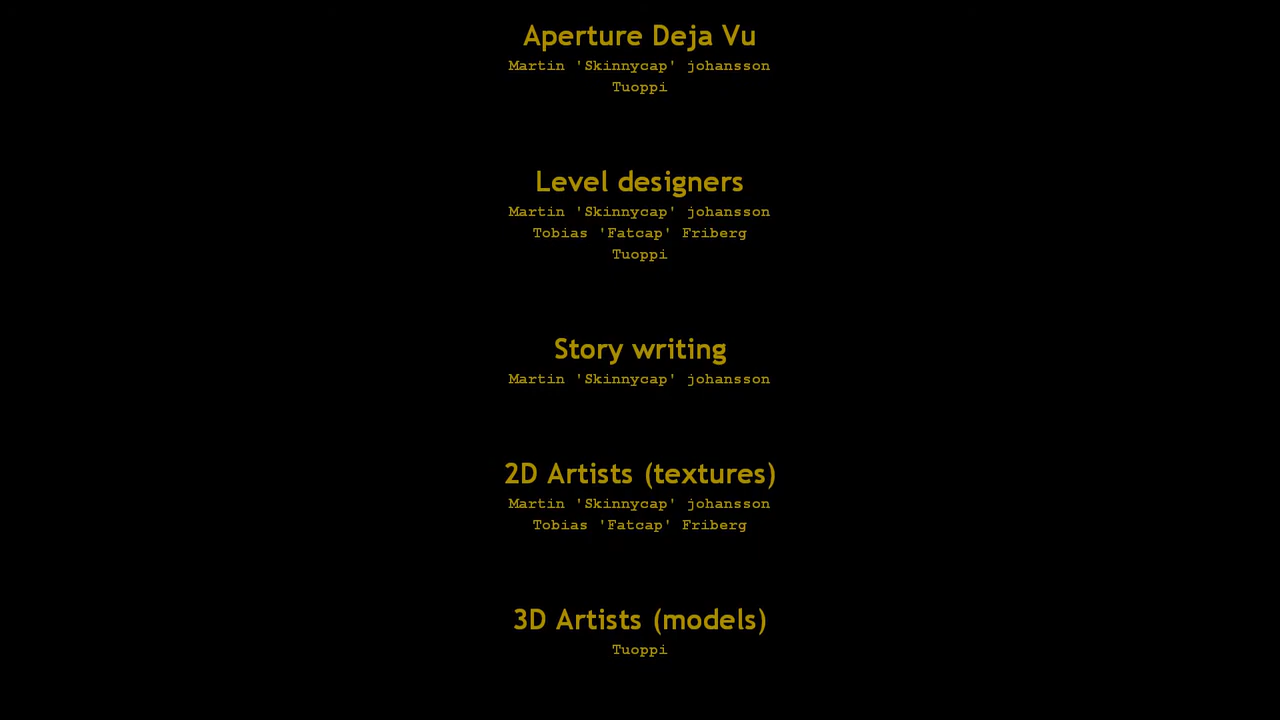 Aperture Deja Vu
Martin 'Skinnycap' johansson
Tuoppi
Level designers
Martin 'Skinnycap' johansson
Tobias 'Fatcap' Friberg
Tuoppi
Story writing
Martin 'Skinnycap' johansson
2D Artists (textures)
Martin 'Skinnycap' johansson
Tobias 'Fatcap' Friberg
3D Artists (models)
Tuoppi